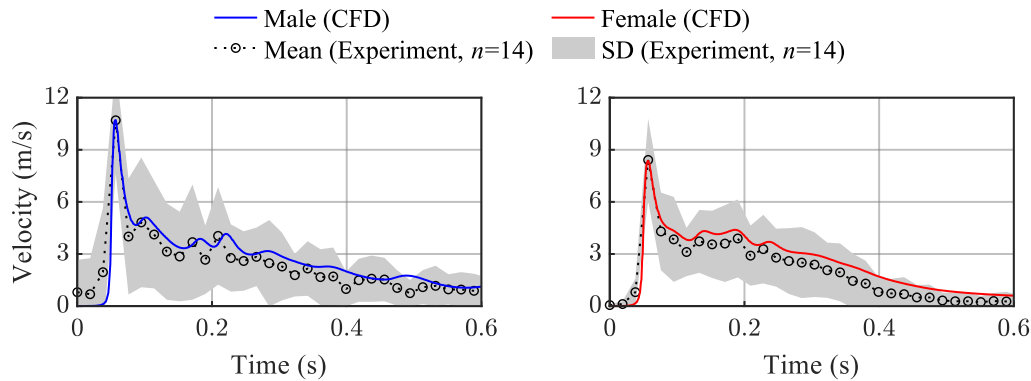 Male (CFD) Female (CFD)
Mean (Experiment, n=14) SD (Experiment, n=14)
Velocity (m/s)
12 12
9 9
6 6
3 3
0 0
0 0.2 0.4 0.6 0 0.2 0.4 0.6
Time (s) Time (s)